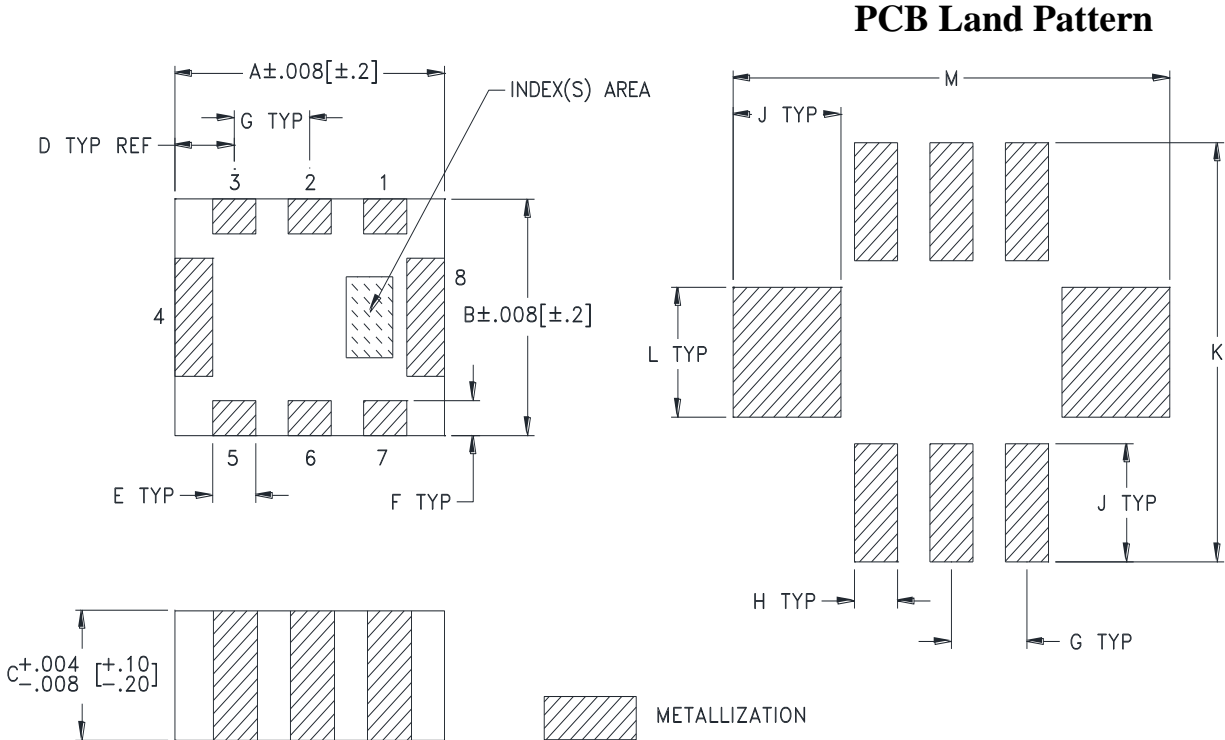 PCB Land Pattern
A±.008[±.2]
M
INDEX(S) AREA
G TYP
J TYP
D TYP REF
3 2 1
8
4
B±.008[±.2]
L TYP
K
5 6 7
E TYP
F TYP
J TYP
H TYP
G TYP
C+.004 [+.10]
-.008 -.20
METALLIZATION